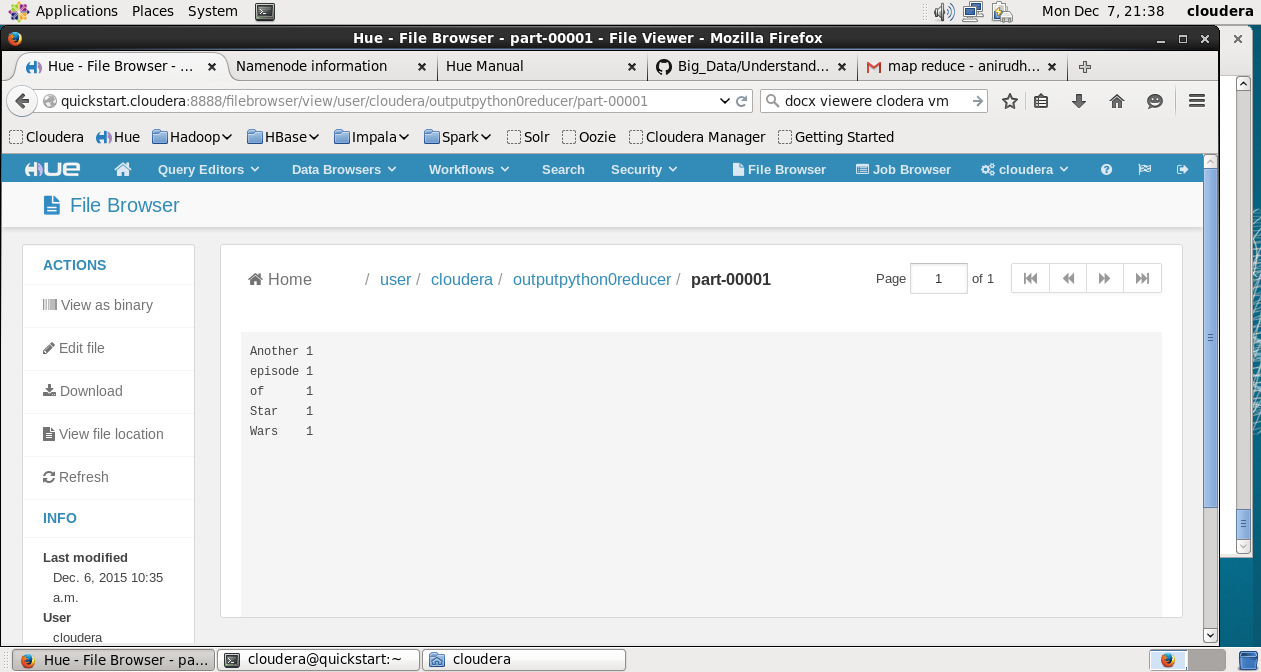 Applications Places System Mon Dec 7, 21:38 cloudera
Hue - File Browser - part-00001 - File Viewer - Mozilla Firefox
Hue - File Browser - ... Namenode information Hue Manual Big_Data/Understand... map reduce - anirudh...
quickstart.cloudera:8888/filebrowser/view/user/cloudera/outputpython0reducer/part-00001 docx viewere clodera vm
Cloudera Hue Hadoop HBase Impala Spark Solr Oozie Cloudera Manager Getting Started
HUE Query Editors Data Browsers Workflows Search Security File Browser Job Browser cloudera
File Browser
ACTIONS
View as binary
Edit file
Download
View file location
Refresh
INFO
Last modified
Dec. 6, 2015 10:35
a.m.
User
cloudera
Home / user / cloudera / outputpython0reducer / part-00001 Page 1 of 1
Another 1
episode 1
of 1
Star 1
Wars 1
Hue - File Browser - pa... cloudera@quickstart:~ cloudera